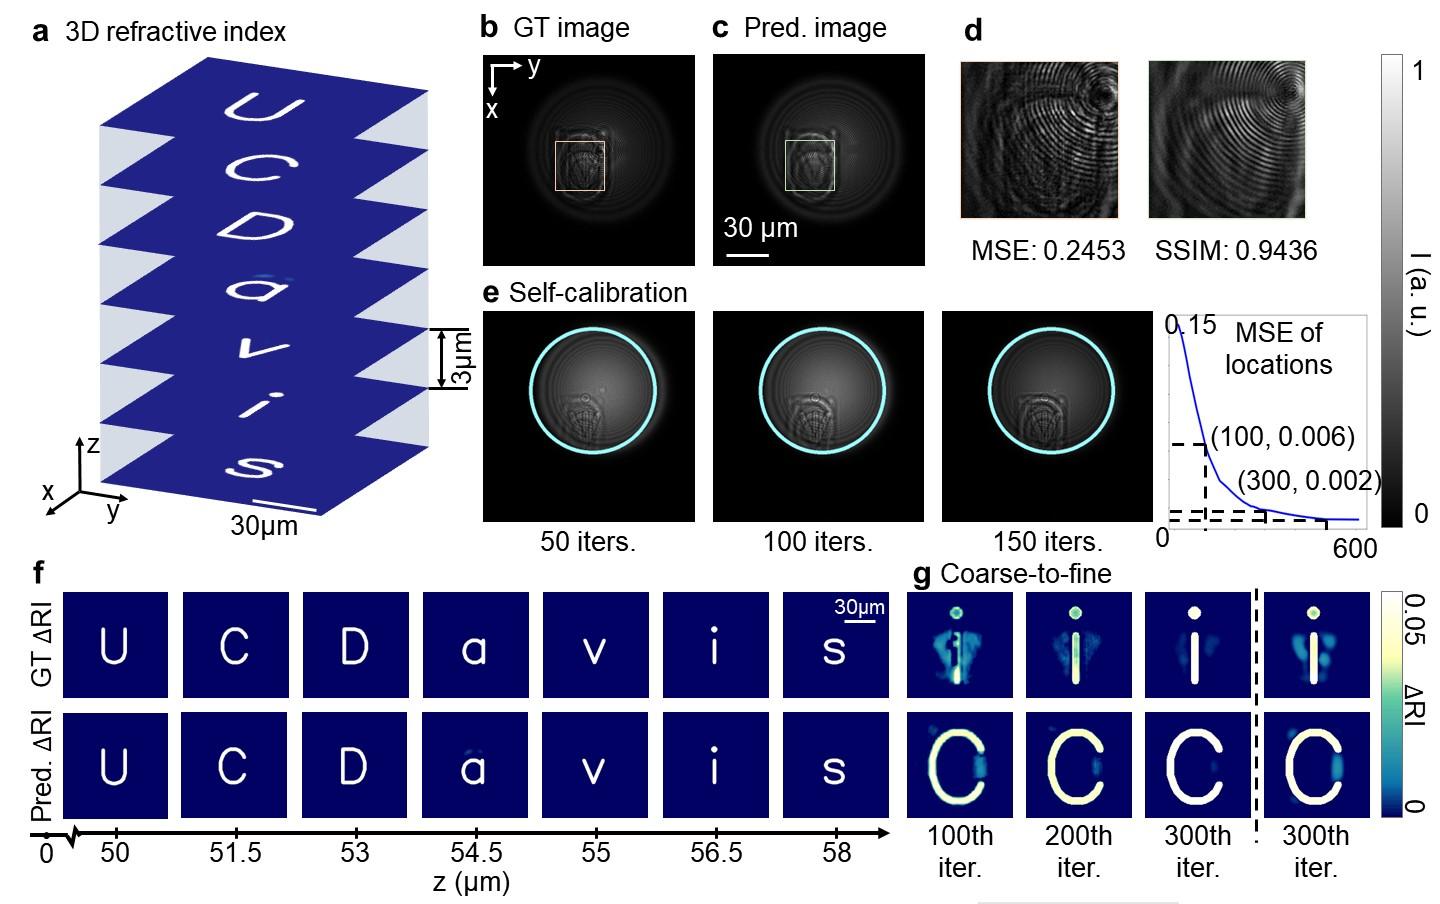 a 3D refractive index
U
C
D
a
v
i
s
3µm
z
x
y
30µm
b GT image
y
x
c Pred. image
30 µm
d
MSE: 0.2453 SSIM: 0.9436
1
I (a. u.)
0
e Self-calibration
50 iters.
100 iters.
150 iters.
0.15
MSE of
locations
(100, 0.006)
(300, 0.002)
0
600
f
GT ΔRI
U C D a v i s
30µm
Pred. ΔRI
U C D a v i s
0 50 51.5 53 54.5 55 56.5 58
z (µm)
g Coarse-to-fine
i i i i
C C C C
100th
iter.
200th
iter.
300th
iter.
300th
iter.
0.05
ΔRI
0